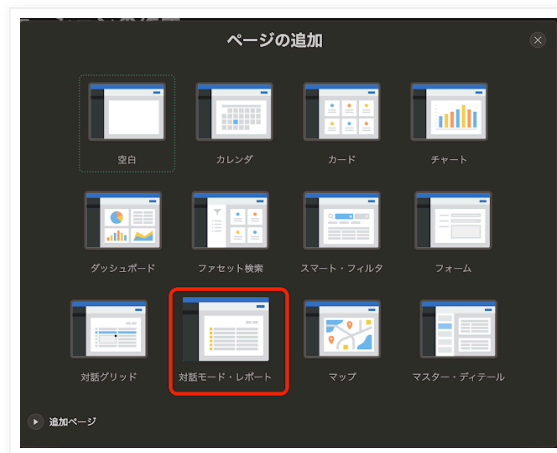 ページの追加
空白
カレンダ
カード
チャート
ダッシュボード
ファセット検索
スマート・フィルタ
フォーム
対話グリッド
対話モード・レポート
マップ
マスター・ディテール
追加ページ